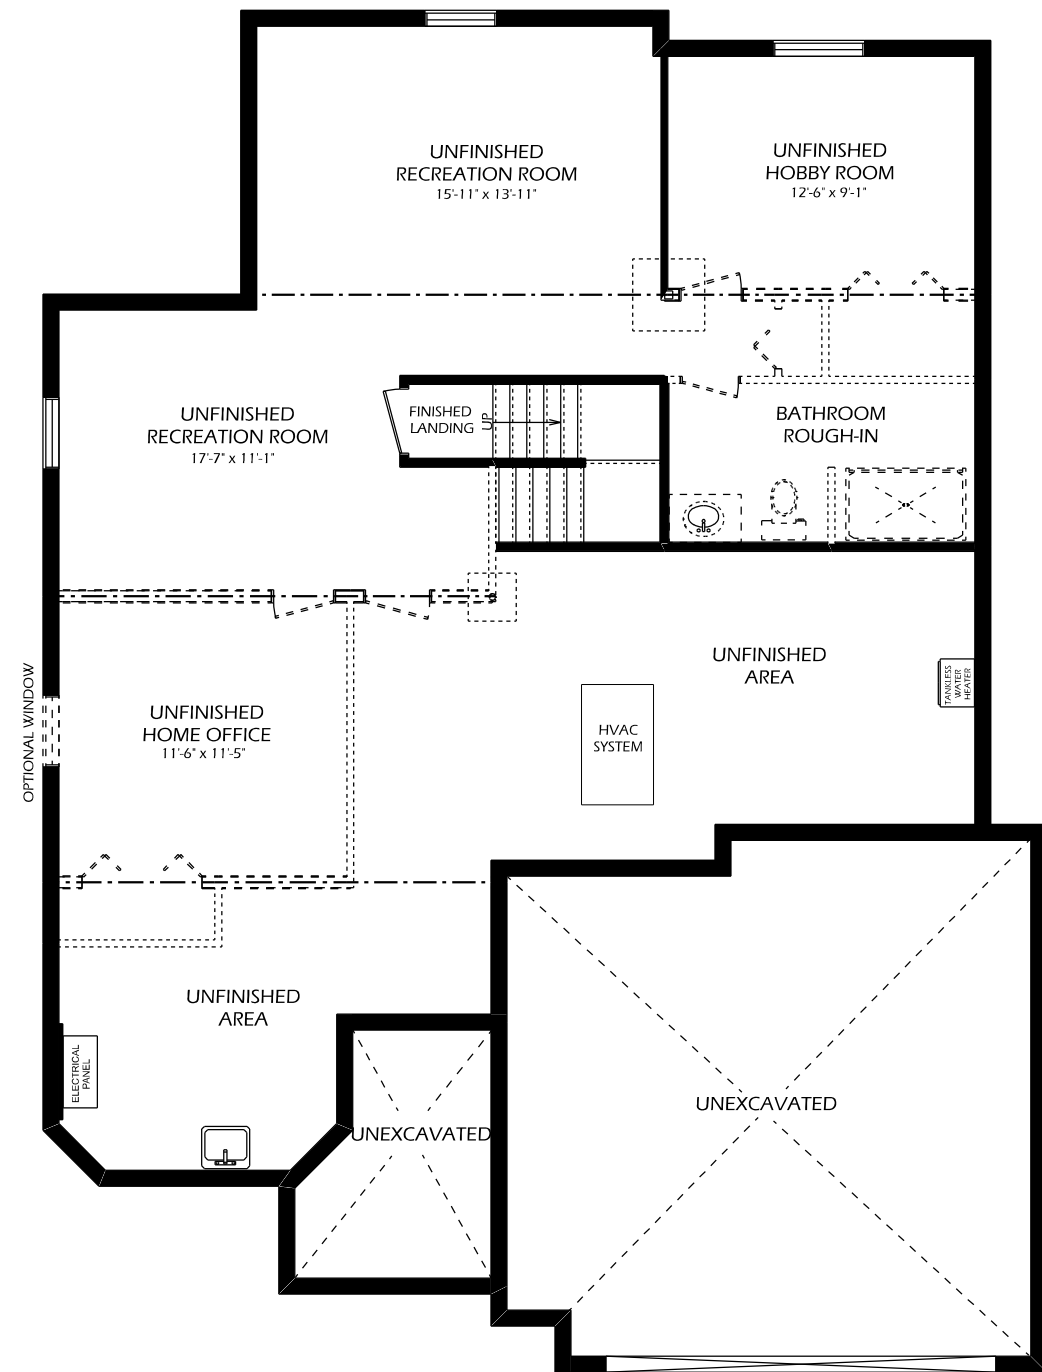 UNFINISHED
RECREATION ROOM
15'-11" x 13'-11"
UNFINISHED
HOBBY ROOM
12'-6" x 9'-1"
UNFINISHED
RECREATION ROOM
17'-7" x 11'-1"
FINISHED
LANDING
UP
BATHROOM
ROUGH-IN
UNFINISHED
AREA
TANKLESS
WATER
HEATER
OPTIONAL WINDOW
UNFINISHED
HOME OFFICE
11'-6" x 11'-5"
HVAC
SYSTEM
UNFINISHED
AREA
ELECTRICAL
PANEL
UNEXCAVATED
UNEXCAVATED